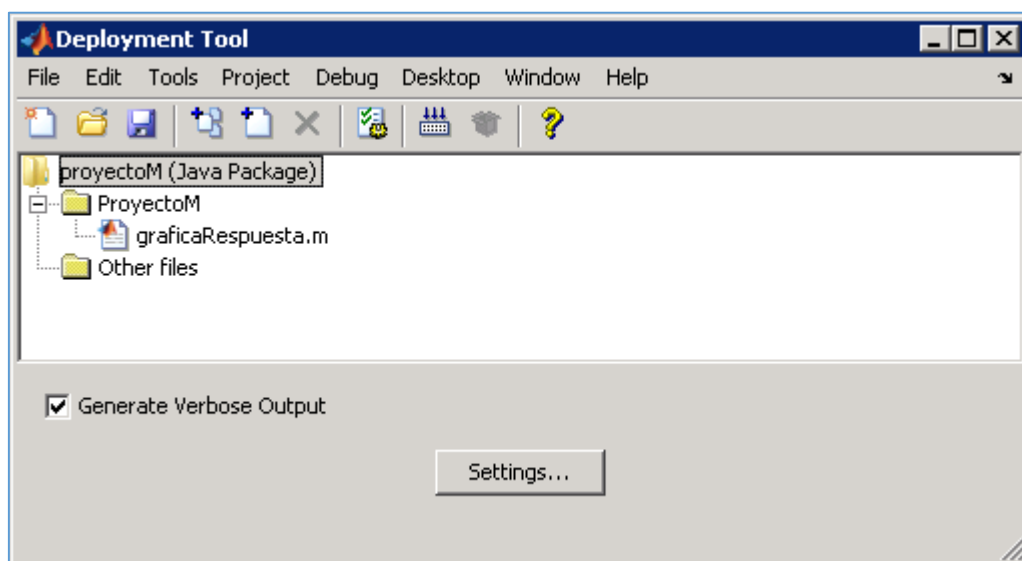 Deployment Tool
File Edit Tools Project Debug Desktop Window Help
proyectoM (Java Package)
ProyectoM
graficaRespuesta.m
Other files
Generate Verbose Output
Settings...